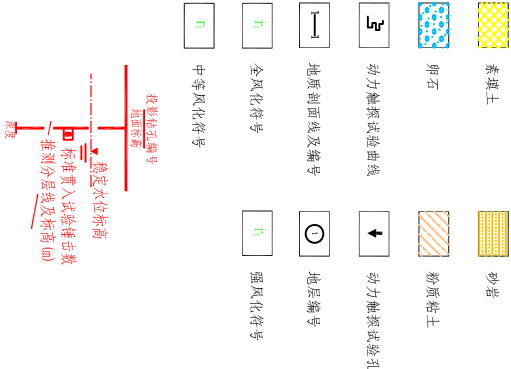 素填土
砂岩
卵石
粉质粘土
动力触探试验曲线
动力触探试验孔
地质剖面线及编号
1
地层编号
全风化符号
强风化符号
中等风化符号
投影钻孔编号
地面标高
稳定水位标高
标准贯入试验锤击数
推测分层线及标高(m)
深度